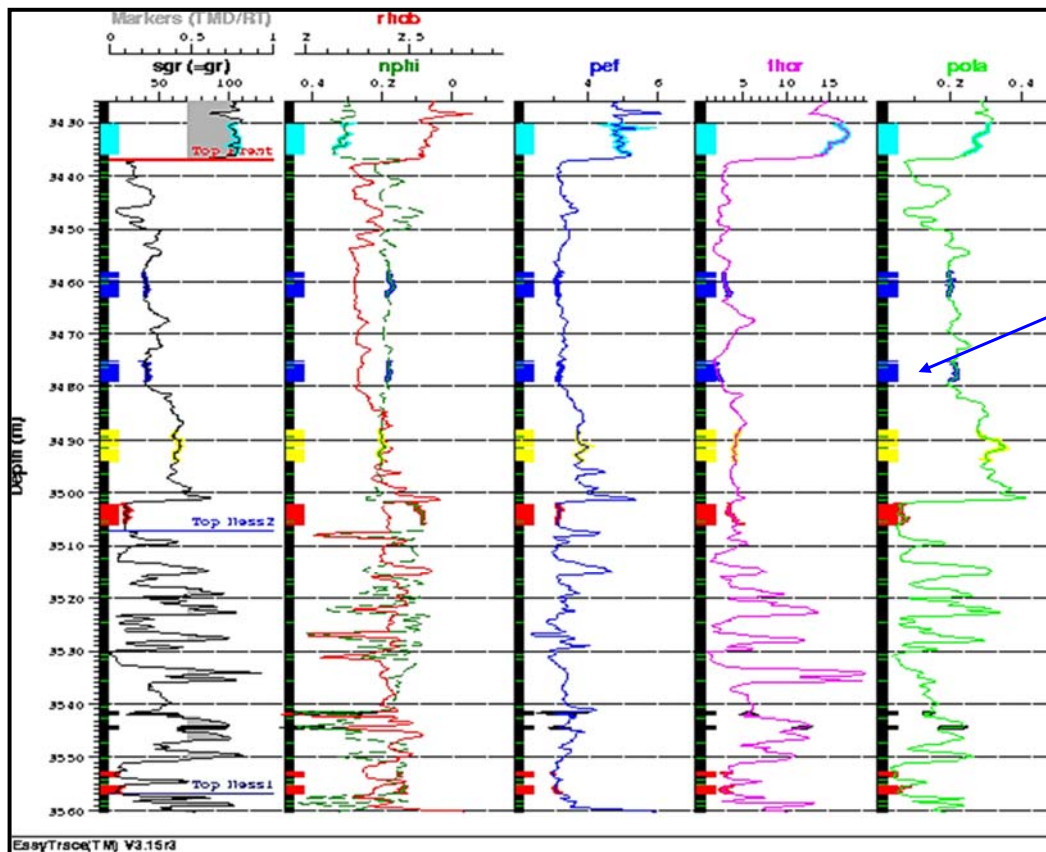 Markers (TMD/RT) rhob
0 0.5 1 2 2.5
sgr (=gr) nphi pef thor pota
50 100 0.4 0.2 0 4 6 5 10 15 0.2 0.4
3430
Top Brent
3440
3450
3460
3470
3480
3490
3500
Top Ness2
3510
3520
3530
3540
3550
Top Ness1
3560
Depth (m)
EasyTrace(TM) V3.15r3